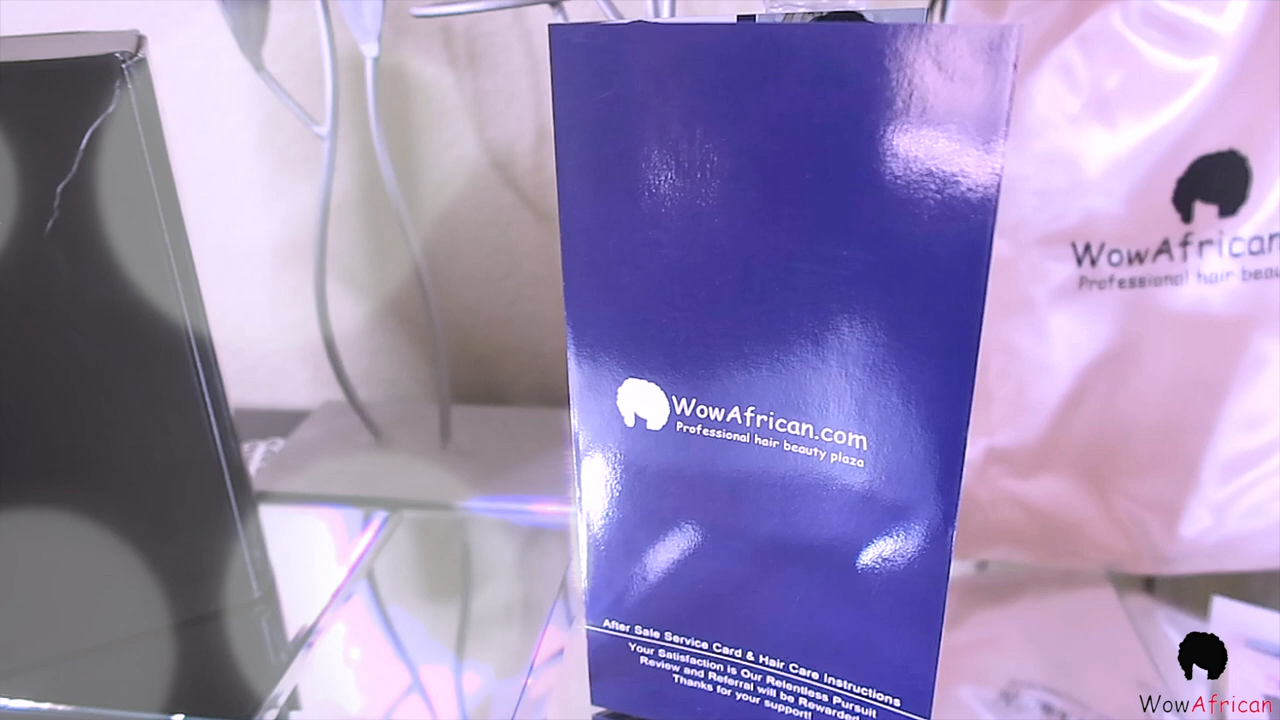 WowAfrican.com
Professional hair beauty plaza
After Sale Service Card & Hair Care Instructions
Your Satisfaction is Our Relentless Pursuit
Review and Referral will be Rewarded
Thanks for your support!
WowAfrican
Professional hair beau
WowAfrican